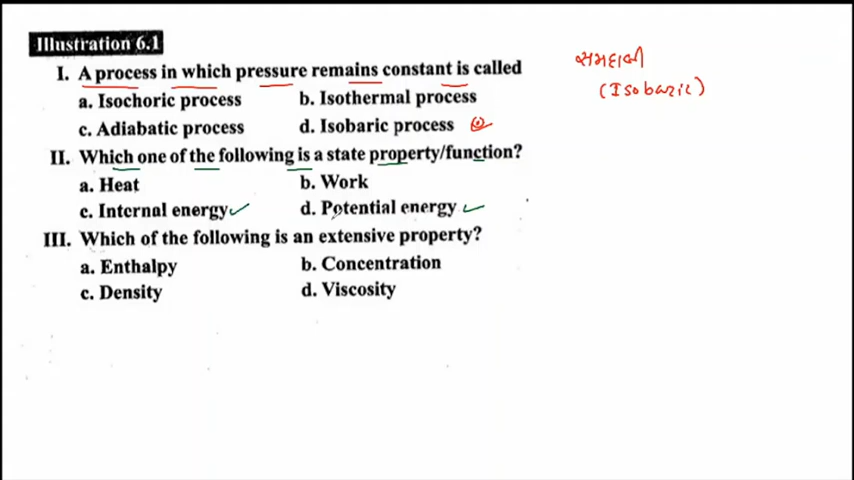 Illustration 6.1
I. A process in which pressure remains constant is called
a. Isochoric process b. Isothermal process
c. Adiabatic process d. Isobaric process
II. Which one of the following is a state property/function?
a. Heat b. Work
c. Internal energy d. Potential energy
III. Which of the following is an extensive property?
a. Enthalpy b. Concentration
c. Density d. Viscosity
સમદાબી
(Isobaric)